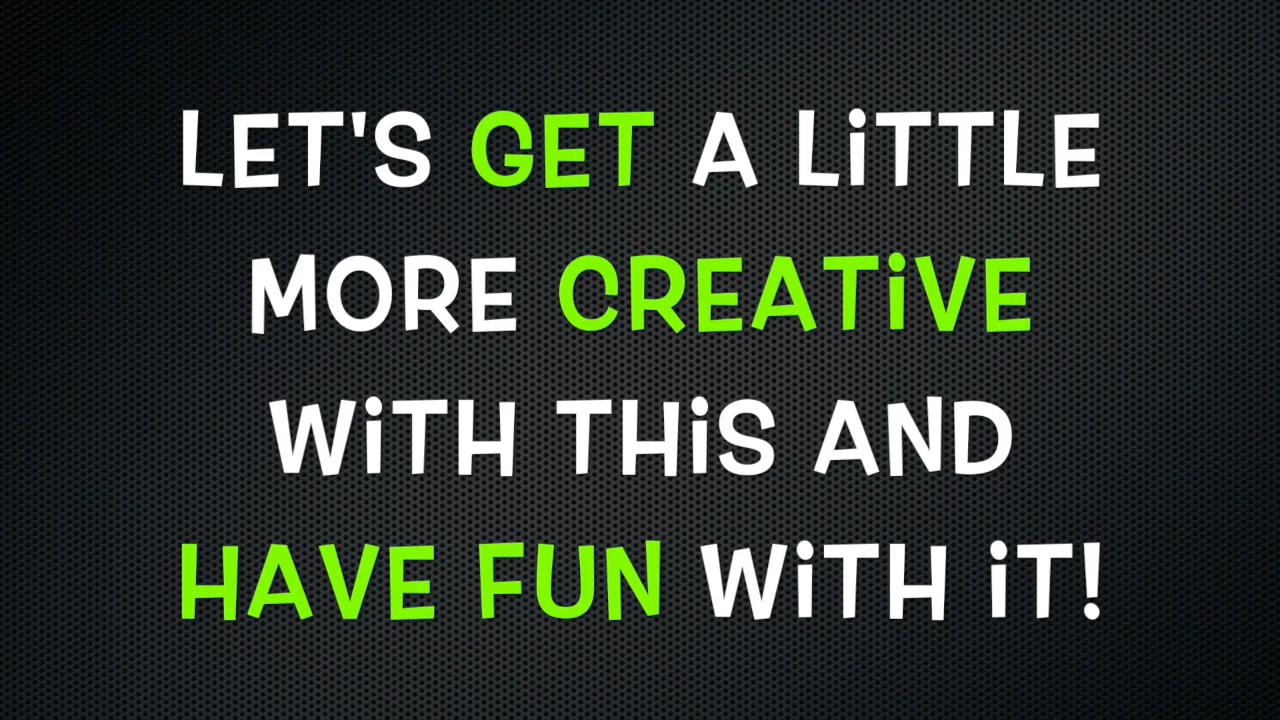 LET'S GET A LiTTLE
MORE CREATiVE
WiTH THiS AND
HAVE FUN WiTH iT!